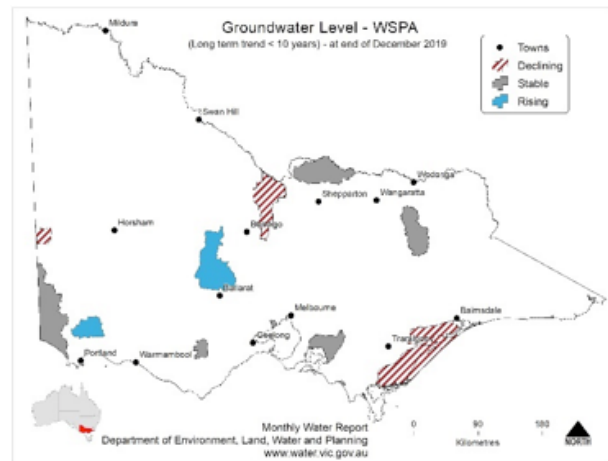 Groundwater Level - WSPA
(Long term trend < 10 years) - at end of December 2019
Towns
Declining
Stable
Rising
Mildura
Swan Hill
Wodonga
Shepparton
Wangaratta
Horsham
Bendigo
Ballarat
Melbourne
Bairnsdale
Geelong
Traralgon
Portland
Warrnambool
0 90 180
Kilometres
NORTH
Monthly Water Report
Department of Environment, Land, Water and Planning
www.water.vic.gov.au